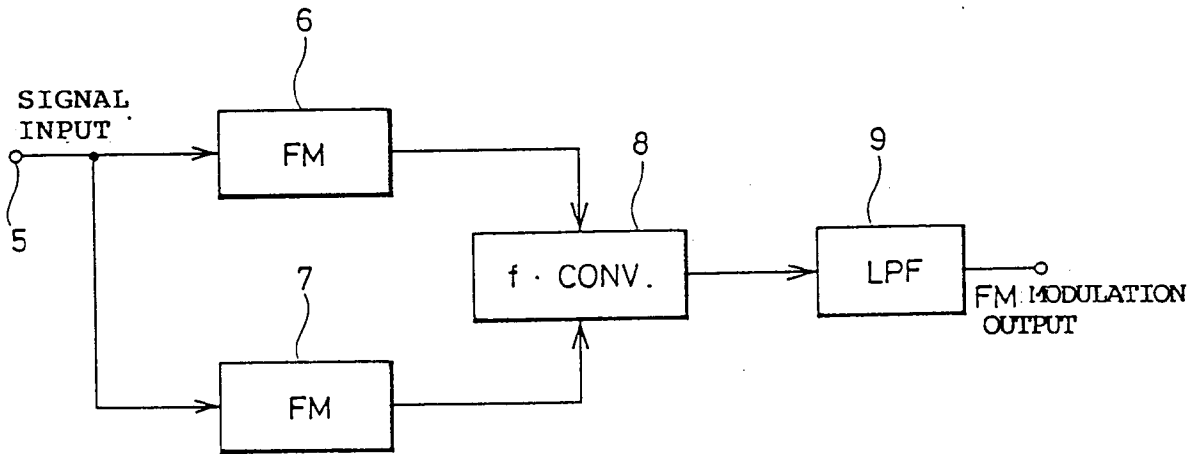 6
SIGNAL
INPUT
FM
8
9
5
f · CONV.
LPF
7
FM MODULATION
OUTPUT
FM